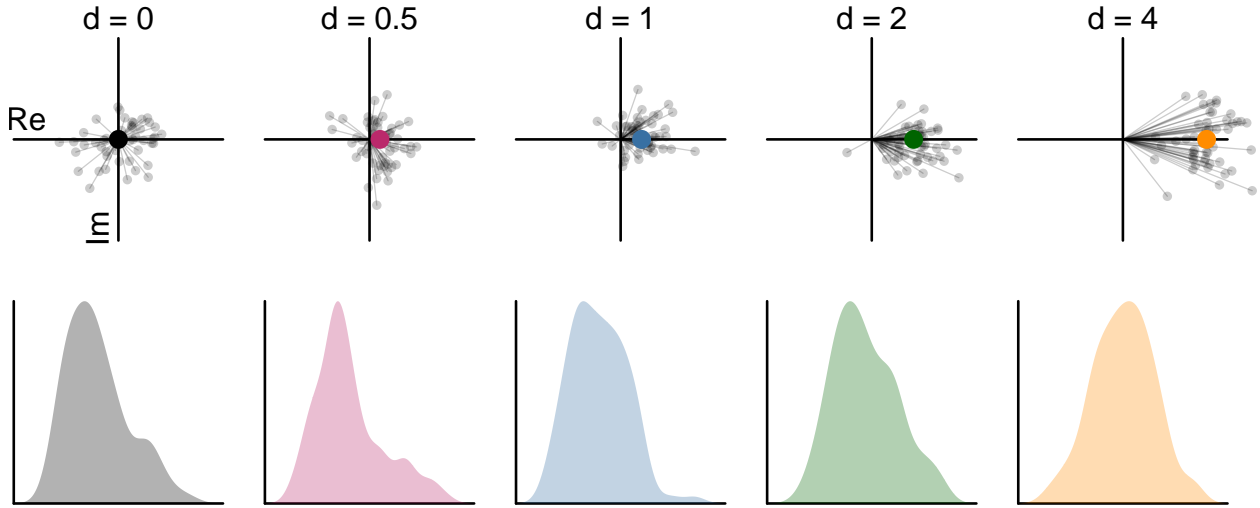 d = 0
d = 0.5
d = 1
d = 2
d = 4
Re
Im